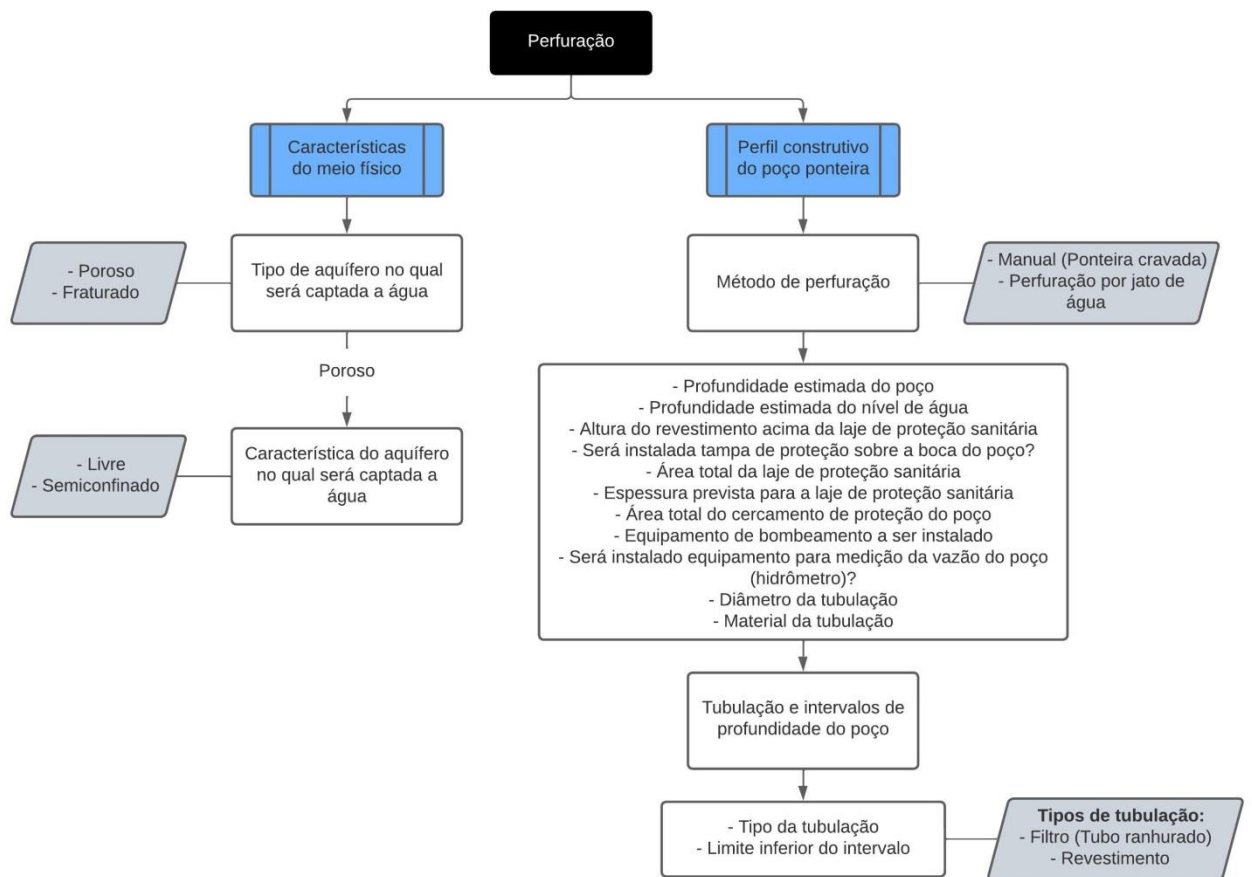 Perfuração
Características
do meio físico
Perfil construtivo
do poço ponteira
- Poroso
- Fraturado
Tipo de aquífero no qual
será captada a água
Método de perfuração
- Manual (Ponteira cravada)
- Perfuração por jato de
água
Poroso
- Livre
- Semiconfinado
Característica do aquífero
no qual será captada a
água
- Profundidade estimada do poço
- Profundidade estimada do nível de água
- Altura do revestimento acima da laje de proteção sanitária
- Será instalada tampa de proteção sobre a boca do poço?
- Área total da laje de proteção sanitária
- Espessura prevista para a laje de proteção sanitária
- Área total do cercamento de proteção do poço
- Equipamento de bombeamento a ser instalado
- Será instalado equipamento para medição da vazão do poço
(hidrômetro)?
- Diâmetro da tubulação
- Material da tubulação
Tubulação e intervalos de
profundidade do poço
- Tipo da tubulação
- Limite inferior do intervalo
Tipos de tubulação:
- Filtro (Tubo ranhurado)
- Revestimento